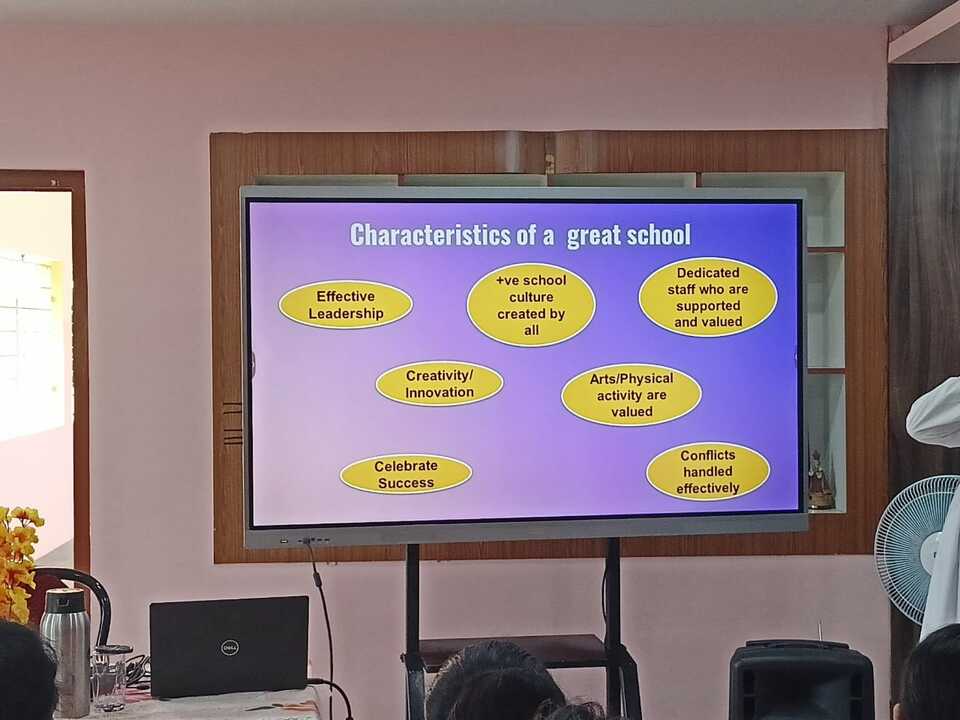 Characteristics of a great school
Effective
Leadership
+ve school
culture
created by
all
Dedicated
staff who are
supported
and valued
Creativity/
Innovation
Arts/Physical
activity are
valued
Celebrate
Success
Conflicts
handled
effectively
DELL